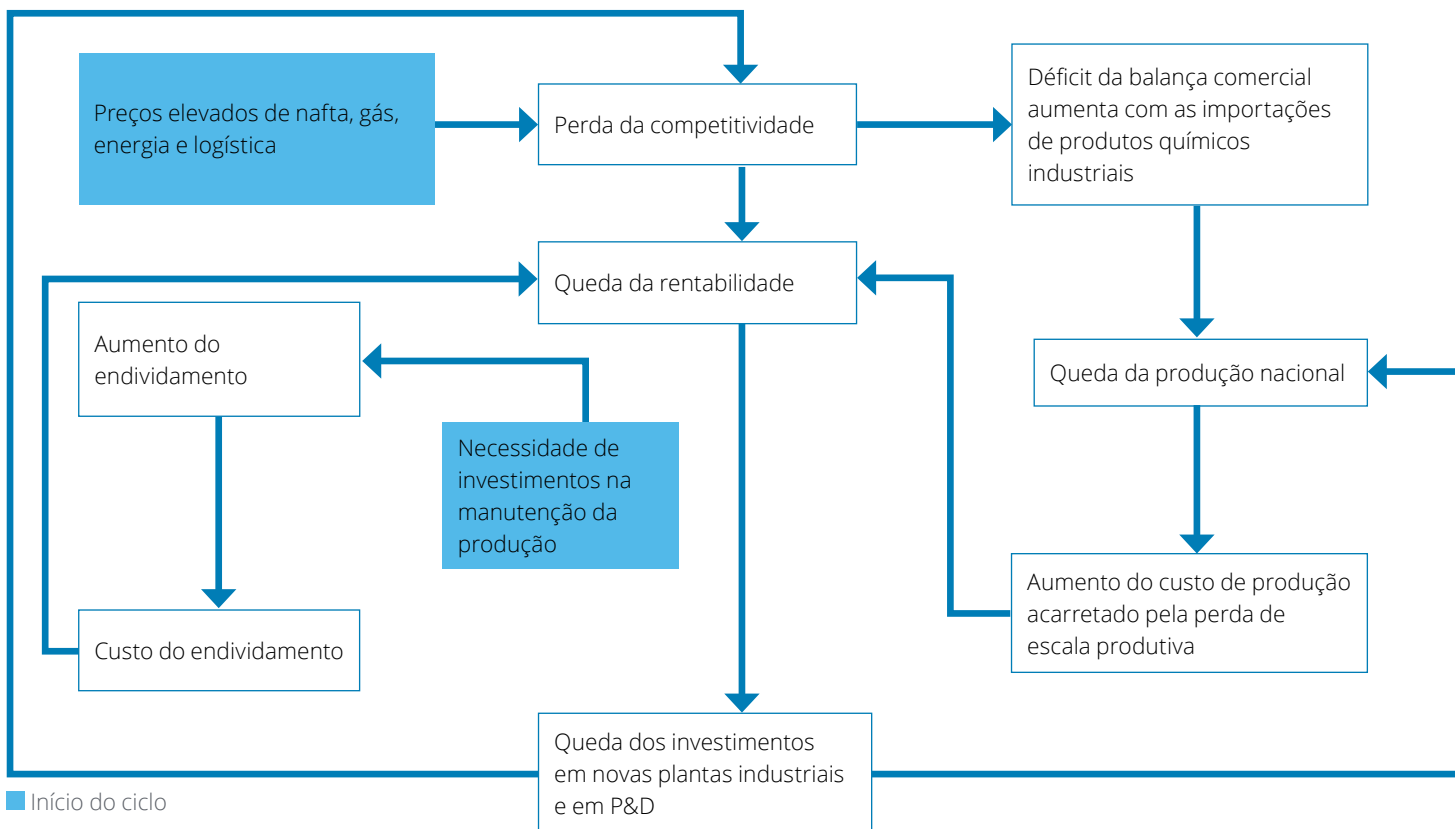 Preços elevados de nafta, gás,
energia e logística
Perda da competitividade
Déficit da balança comercial
aumenta com as importações
de produtos químicos
industriais
Queda da rentabilidade
Aumento do
endividamento
Queda da produção nacional
Necessidade de
investimentos na
manutenção da
produção
Aumento do custo de produção
acarretado pela perda de
escala produtiva
Custo do endividamento
Queda dos investimentos
em novas plantas industriais
e em P&D
Início do ciclo